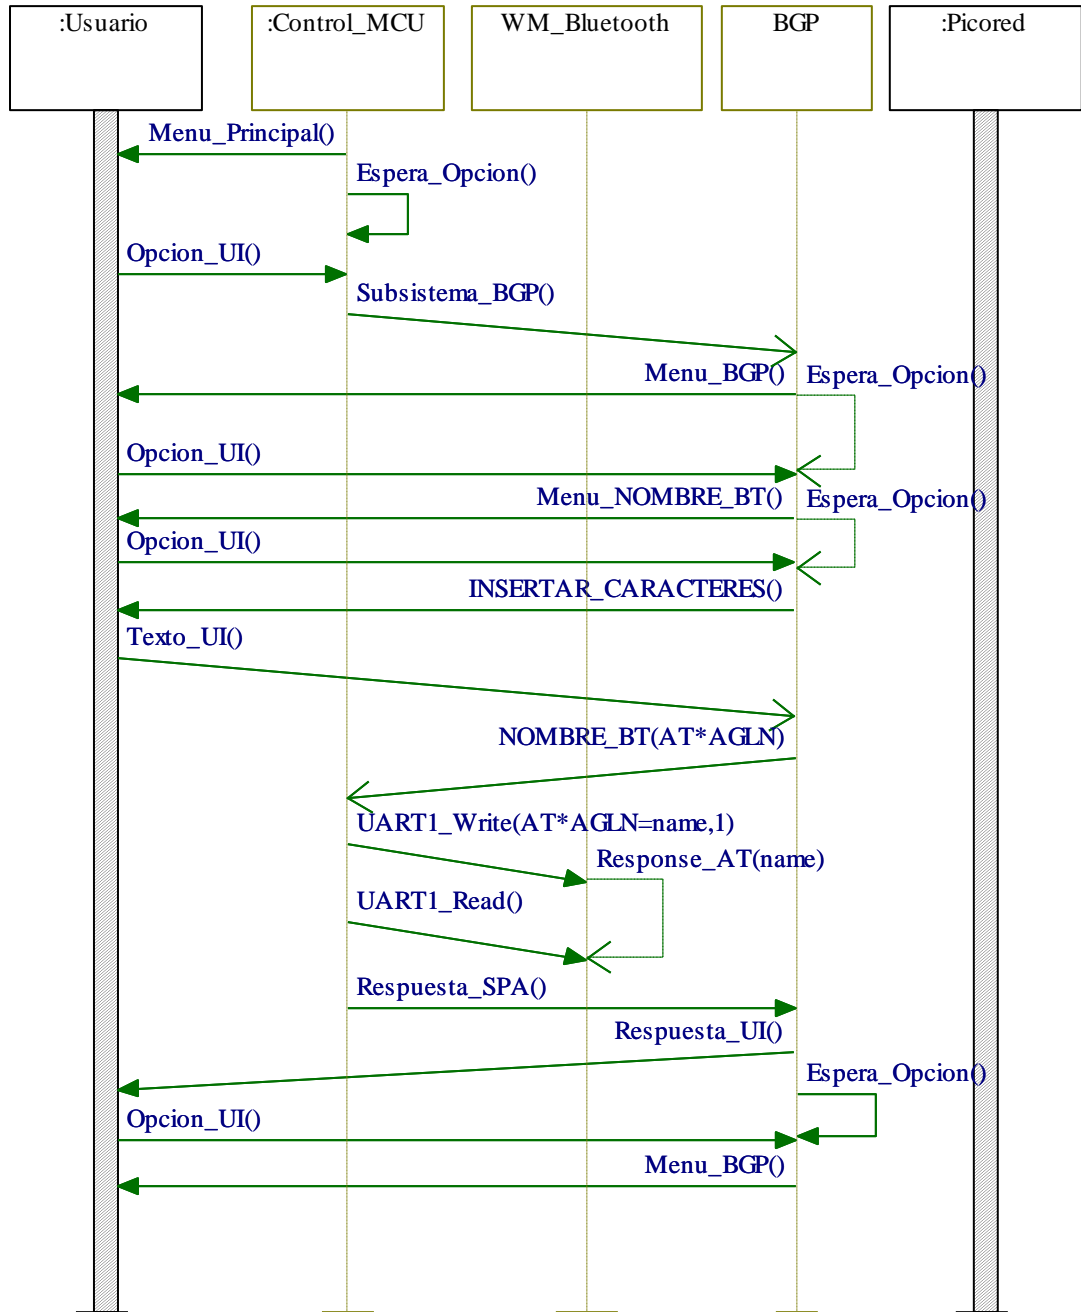 :Usuario
:Control_MCU
WM_Bluetooth
BGP
:Picored
Menu_Principal()
Espera_Opcion()
Opcion_UI()
Subsistema_BGP()
Menu_BGP()
Espera_Opcion()
Opcion_UI()
Menu_NOMBRE_BT()
Espera_Opcion()
Opcion_UI()
INSERTAR_CARACTERES()
Texto_UI()
NOMBRE_BT(AT*AGLN)
UART1_Write(AT*AGLN=name,1)
Response_AT(name)
UART1_Read()
Respuesta_SPA()
Respuesta_UI()
Espera_Opcion()
Opcion_UI()
Menu_BGP()